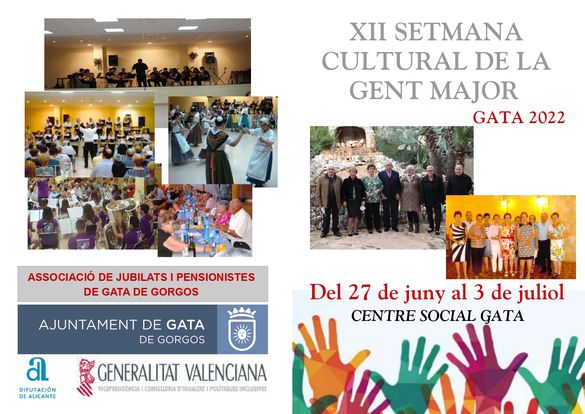 XII SETMANA
CULTURAL DE LA
GENT MAJOR
GATA 2022
Del 27 de juny al 3 de juliol
CENTRE SOCIAL GATA
ASSOCIACIÓ DE JUBILATS I PENSIONISTES
DE GATA DE GORGOS
AJUNTAMENT DE GATA
DE GORGOS
DIPUTACIÓN
DE ALICANTE
GENERALITAT VALENCIANA
VICEPRESIDÈNCIA I CONSELLERIA D'IGUALTAT I POLÍTIQUES INCLUSIVES